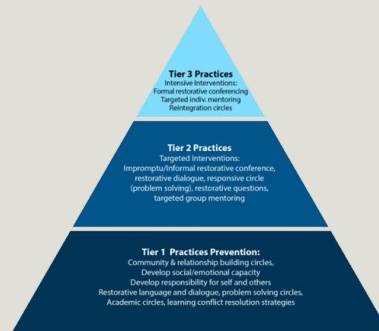 Tier 3 Practices
Intensive Interventions:
Formal restorative conferencing
Targeted indiv. mentoring
Reintegration circles
Tier 2 Practices
Targeted Interventions:
Impromptu/Informal restorative conference,
restorative dialogue, responsive circle
(problem solving), restorative questions,
targeted group mentoring
Tier 1 Practices Prevention:
Community & relationship building circles,
Develop social/emotional capacity
Develop responsibility for self and others
Restorative language and dialogue, problem solving circles,
Academic circles, learning conflict resolution strategies